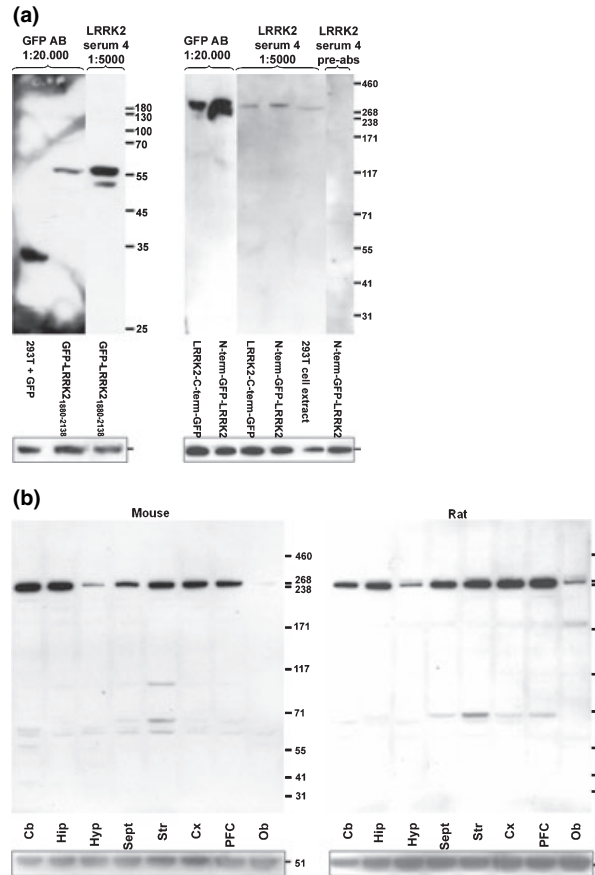 (a)
GFP AB
1:20.000
LRRK2
serum 4
1:5000
GFP AB
1:20.000
LRRK2
serum 4
1:5000
LRRK2
serum 4
pre-abs
180
130
100
70
55
45
35
25
460
268
238
171
117
71
55
41
31
293T + GFP
GFP-LRRK2 1880-2138
GFP-LRRK2 1880-2138
LRRK2-C-term-GFP
N-term-GFP-LRRK2
LRRK2-C-term-GFP
N-term-GFP-LRRK2
293T cell extract
N-term-GFP-LRRK2
(b)
Mouse
Rat
460
268
238
171
117
71
55
41
31
Cb Hip Hyp Sept Str Cx PFC Ob
Cb Hip Hyp Sept Str Cx PFC Ob
51